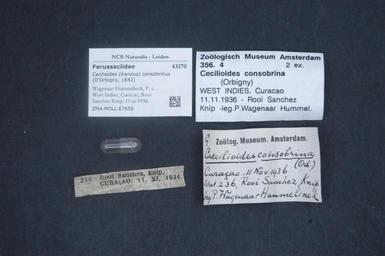 NCB Naturalis - Leiden
Ferussaciidae 43170
Cecilioides (Karolus) consobrinus
(D'Orbigny, 1842)
Wagenaar Hummelinck, P. c.
West Indies, Curacao, Rooi
Sanchez Knip; 11-xi-1936.
ZMA.MOLL.67656
Zoölogisch Museum Amsterdam
356. 4 2 ex.
Cecilioides consobrina
(Orbigny)
WEST INDIES, Curacao
11.11.1936 - Rooi Sanchez
Knip -leg.P.Wagenaar Hummel.
Zoölog. Museum. Amsterdam.
Cecilioides consobrina
(Orb)
Curaçao. 11 Nov. 1936
236, Rooi Sanchez, Knip
P. Wagenaar Hummelinck
236 Rooi Sanchez, Knip,
CURAÇAO, 11. XI. 1936.